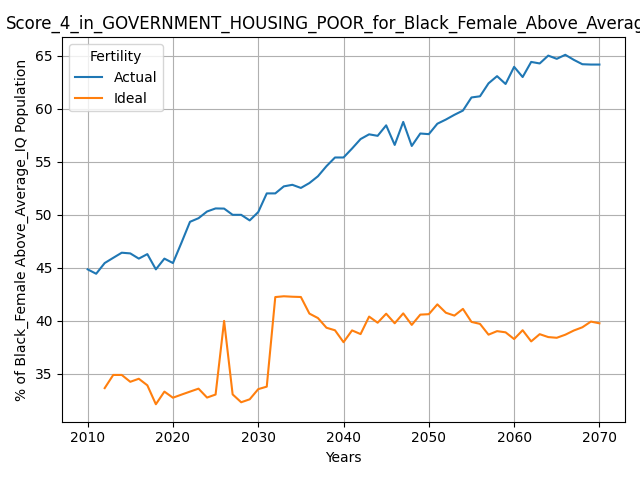 Score_4_in_GOVERNMENT_HOUSING_POOR_for_Black_Female_Above_Averag
% of Black_Female Above_Average_IQ Population
Fertility
Actual
Ideal
65
60
55
50
45
40
35
2010 2020 2030 2040 2050 2060 2070
Years